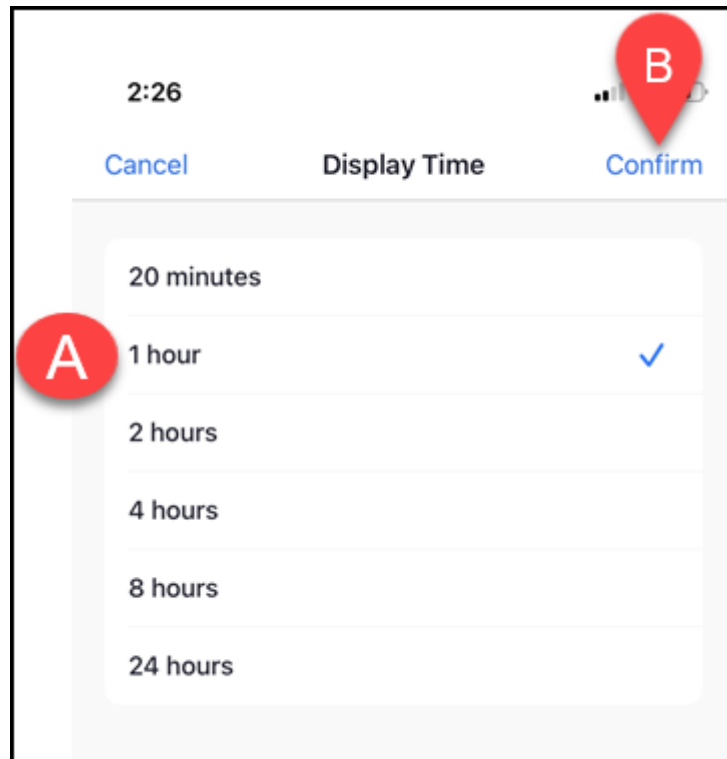 B
2:26
Cancel Display Time Confirm
20 minutes
A 1 hour
2 hours
4 hours
8 hours
24 hours